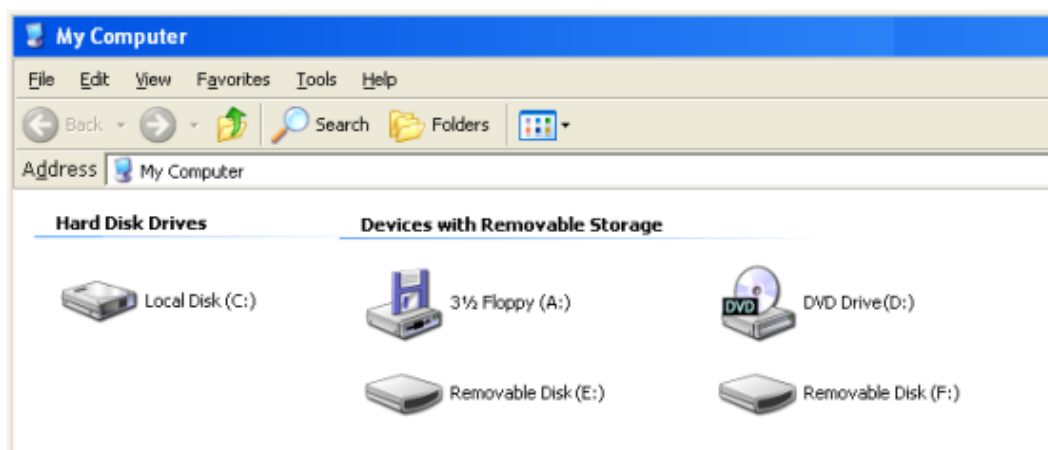 My Computer
File Edit View Favorites Tools Help
Back Search Folders
Address My Computer
Hard Disk Drives Devices with Removable Storage
Local Disk (C:) 3½ Floppy (A:) DVD DVD Drive(D:)
Removable Disk (E:) Removable Disk (F:)